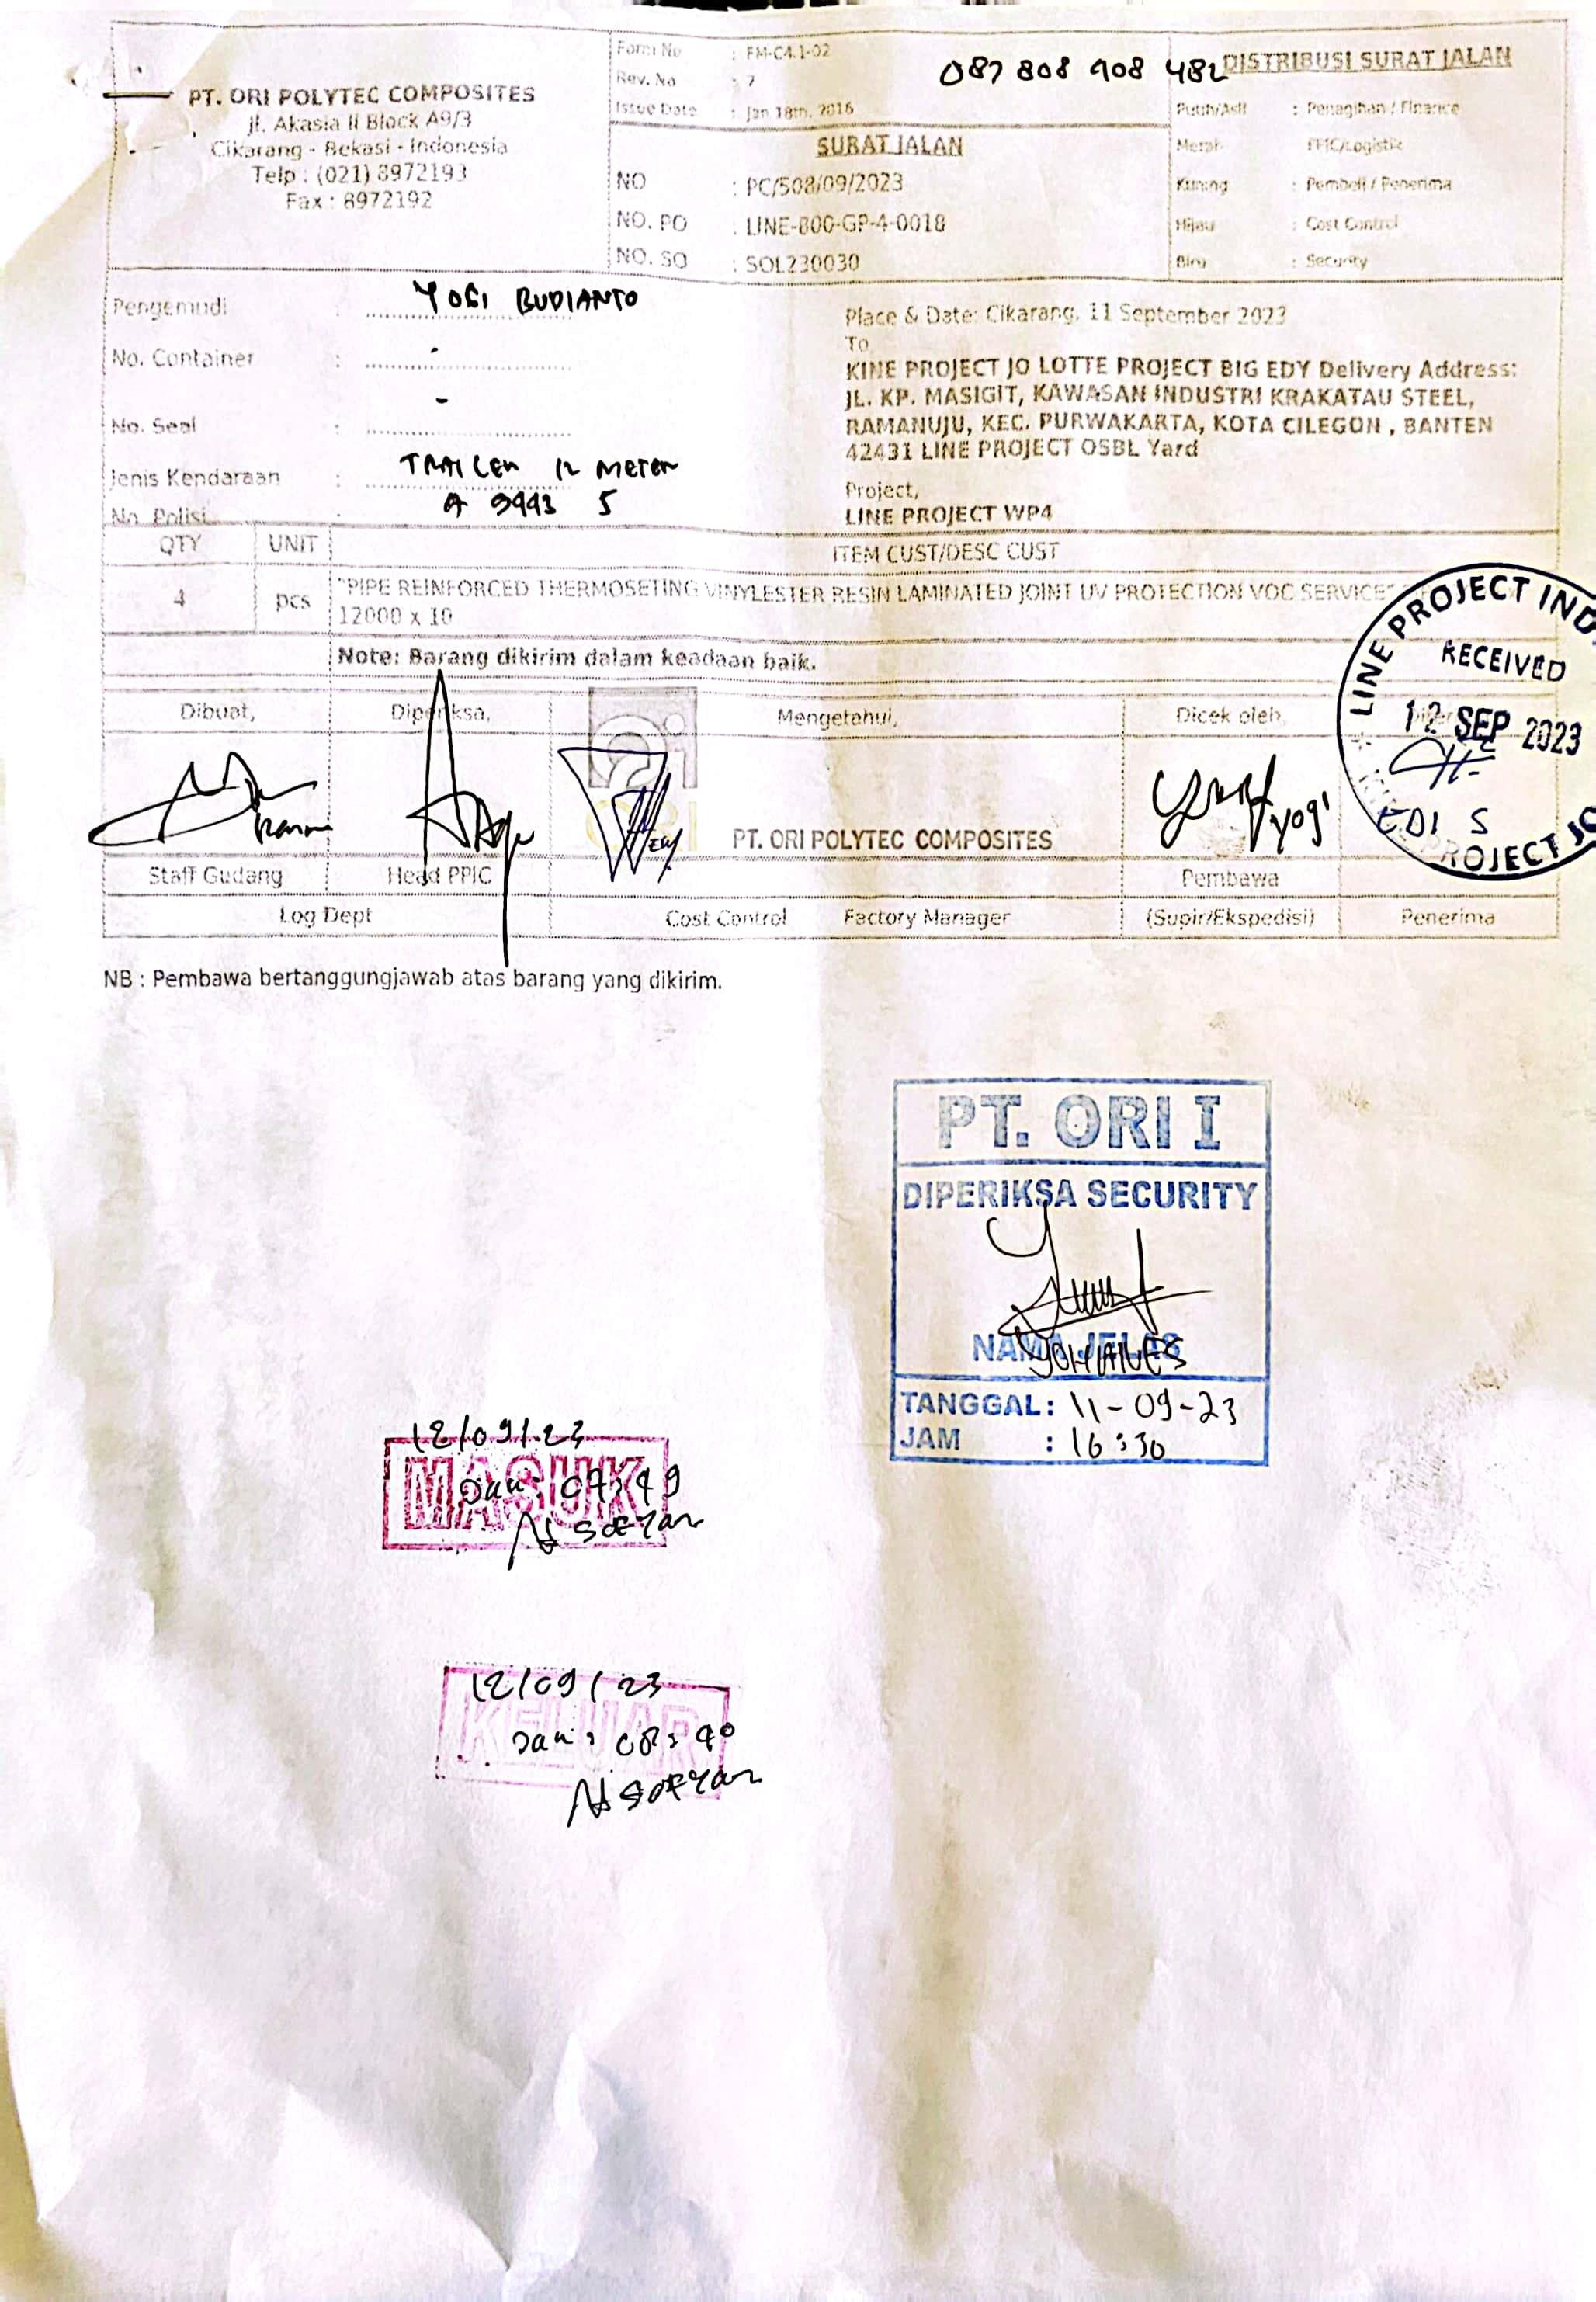 PT. ORI POLYTEC COMPOSITES
Jl. Akasia II Block A9/3
Cikarang - Bekasi - Indonesia
Telp : (021) 8972193
Fax : 8972192
Form No : FM-C4.1-02
Rev. No : 7
Issue Date : Jan 18th, 2016
087 808 908 482
SURAT JALAN
NO : PC/508/09/2023
NO. PO : LINE-800-GP-4-0018
NO. SO : SOL230030
DISTRIBUSI SURAT JALAN
Putih/Asli : Penagihan / Finance
Merah PPIC/Logistik
Kuning : Pembeli / Penerima
Hijau : Cost Control
Biru : Security
Pengemudi : YOGI BUDIANTO
No. Container : -
No. Seal : -
Jenis Kendaraan : TRAILER 12 METER
No. Polisi : A 9993 S
Place & Date: Cikarang, 11 September 2023
To
KINE PROJECT JO LOTTE PROJECT BIG EDY Delivery Address:
JL. KP. MASIGIT, KAWASAN INDUSTRI KRAKATAU STEEL,
RAMANUJU, KEC. PURWAKARTA, KOTA CILEGON , BANTEN
42431 LINE PROJECT OSBL Yard
Project,
LINE PROJECT WP4
QTY UNIT ITEM CUST/DESC CUST
4 pcs "PIPE REINFORCED THERMOSETING VINYLESTER RESIN LAMINATED JOINT UV PROTECTION VOC SERVICE"
12000 x 10
Note: Barang dikirim dalam keadaan baik.
Dibuat, Diperiksa, Mengetahui, Dicek oleh,
LINE PROJECT IND
RECEIVED
12 SEP 2023
EDI S
PROJECT JO
Yogi
PT. ORI POLYTEC COMPOSITES
Staff Gudang Head PPIC Pembawa
Log Dept Cost Control Factory Manager (Supir/Ekspedisi) Penerima
NB : Pembawa bertanggungjawab atas barang yang dikirim.
PT. ORI I
DIPERIKSA SECURITY
NAMA JELAS
YOHANES
TANGGAL : 11-09-23
JAM : 16:30
12/09/23
MASUK
Jam : 07:49
Sofyan
12/09/23
KELUAR
Jam : 08:40
Sofyan